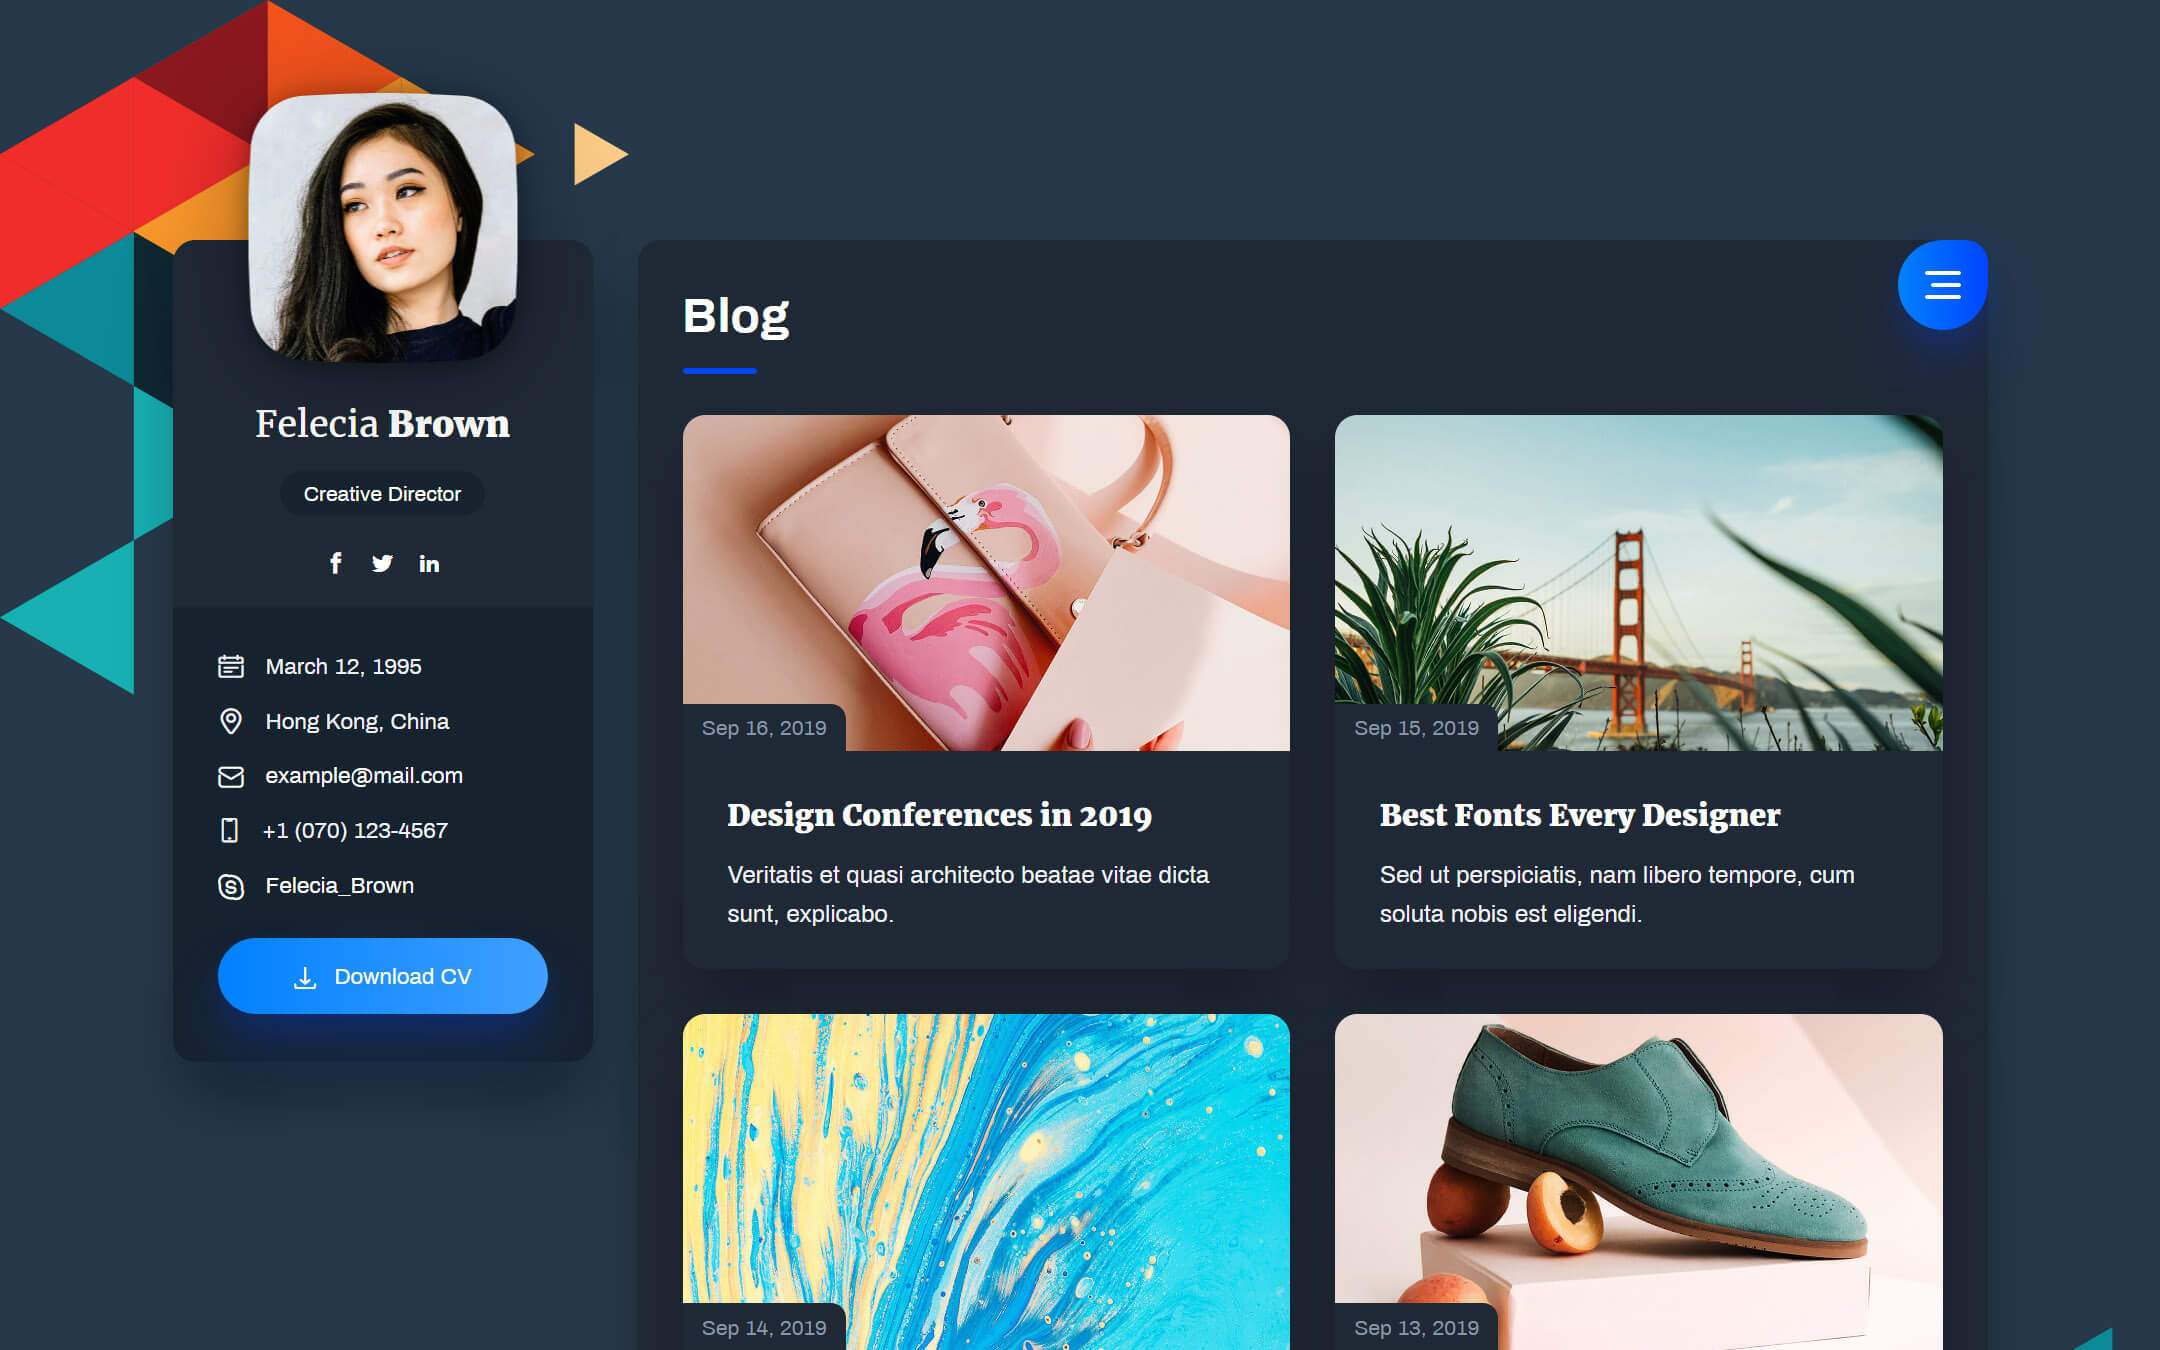 Felecia Brown
Creative Director
March 12, 1995
Hong Kong, China
example@mail.com
+1 (070) 123-4567
Felecia_Brown
Download CV
Blog
Sep 16, 2019
Design Conferences in 2019
Veritatis et quasi architecto beatae vitae dicta
sunt, explicabo.
Sep 15, 2019
Best Fonts Every Designer
Sed ut perspiciatis, nam libero tempore, cum
soluta nobis est eligendi.
Sep 14, 2019
Sep 13, 2019